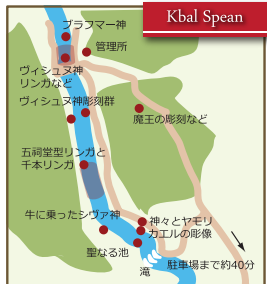 Kbal Spean
ブラフマー神
管理所
ヴィシュヌ神
リンガなど
ヴィシュヌ神彫刻群
魔王の彫刻など
五祠堂型リンガと
千本リンガ
牛に乗ったシヴァ神
神々とヤモリ
カエルの彫像
聖なる池
滝
駐車場まで約40分